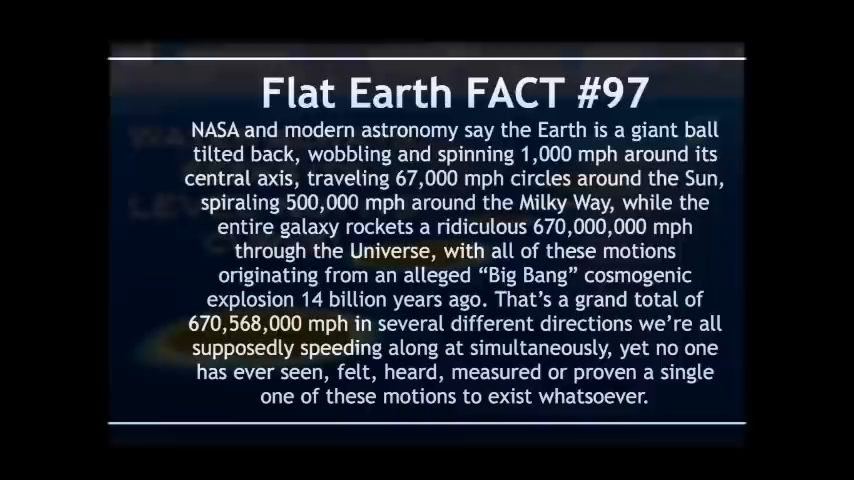 Flat Earth FACT #97
NASA and modern astronomy say the Earth is a giant ball
tilted back, wobbling and spinning 1,000 mph around its
central axis, traveling 67,000 mph circles around the Sun,
spiraling 500,000 mph around the Milky Way, while the
entire galaxy rockets a ridiculous 670,000,000 mph
through the Universe, with all of these motions
originating from an alleged “Big Bang” cosmogenic
explosion 14 billion years ago. That’s a grand total of
670,568,000 mph in several different directions we’re all
supposedly speeding along at simultaneously, yet no one
has ever seen, felt, heard, measured or proven a single
one of these motions to exist whatsoever.